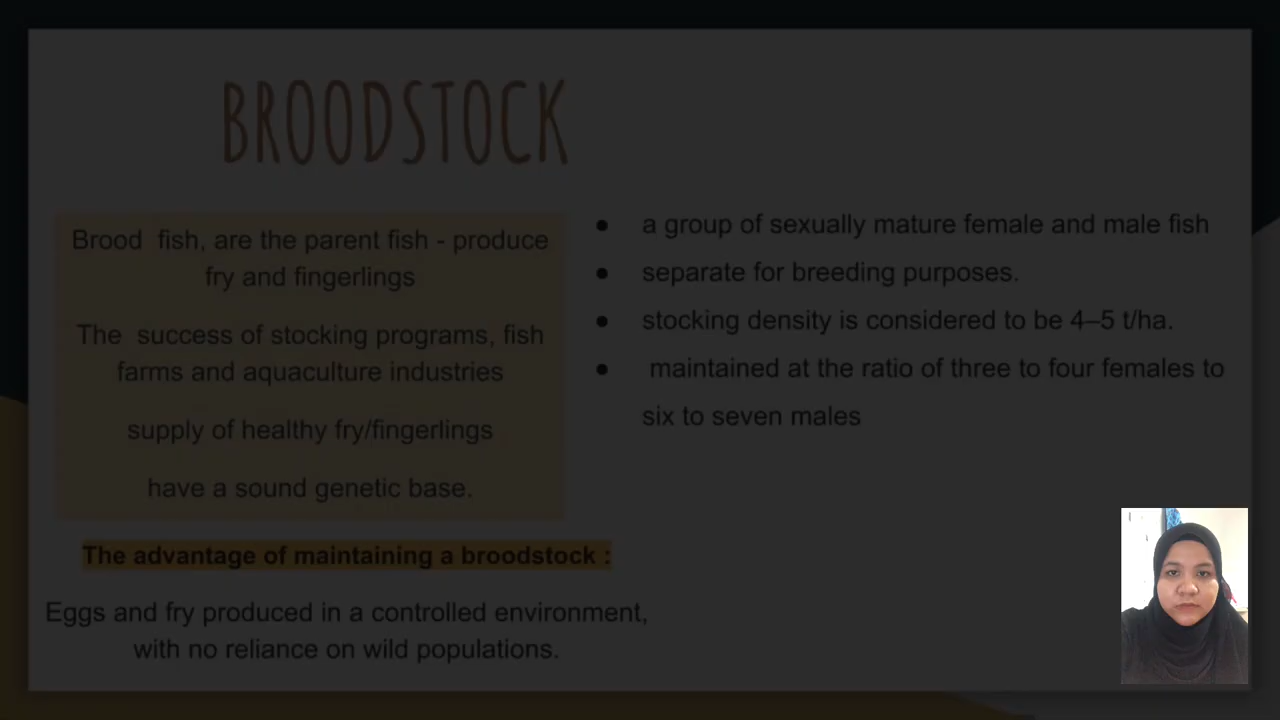 BROODSTOCK
Brood fish, are the parent fish - produce
fry and fingerlings
The success of stocking programs, fish
farms and aquaculture industries
supply of healthy fry/fingerlings
have a sound genetic base.
The advantage of maintaining a broodstock :
Eggs and fry produced in a controlled environment,
with no reliance on wild populations.
● a group of sexually mature female and male fish
● separate for breeding purposes.
● stocking density is considered to be 4–5 t/ha.
● maintained at the ratio of three to four females to
six to seven males